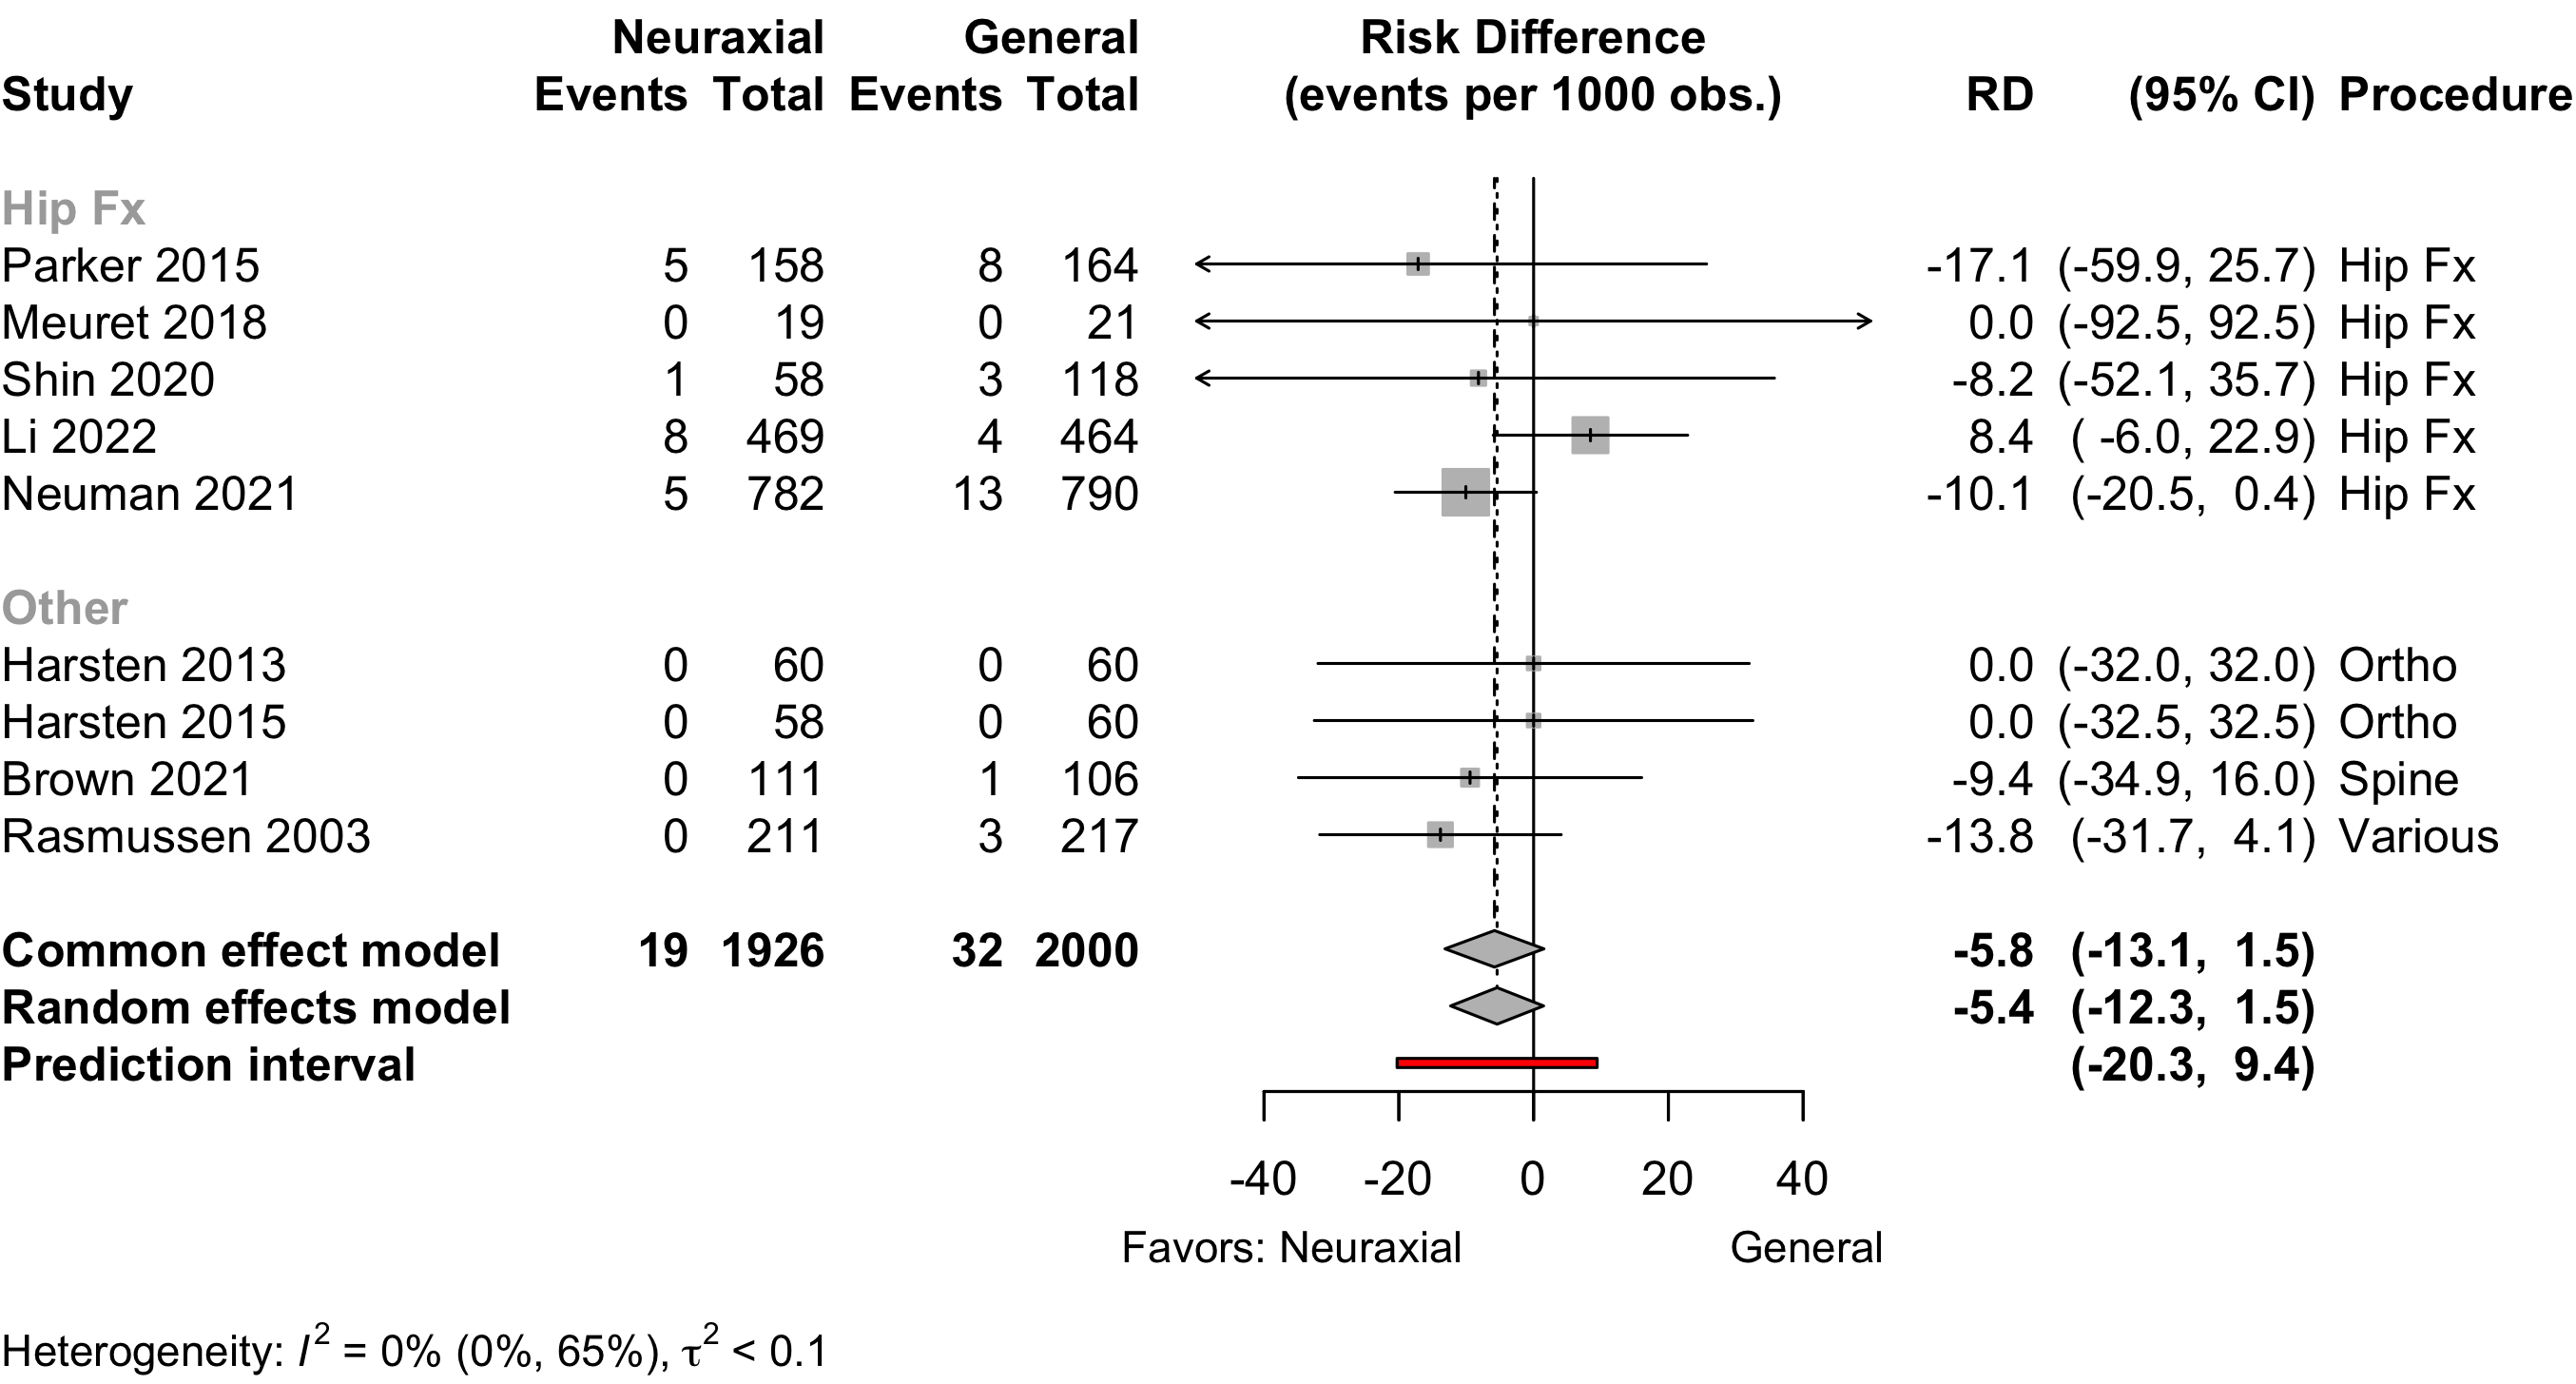 Neuraxial General Risk Difference
Study Events Total Events Total (events per 1000 obs.) RD (95% CI) Procedure
Hip Fx
Parker 2015 5 158 8 164 -17.1 (-59.9, 25.7) Hip Fx
Meuret 2018 0 19 0 21 0.0 (-92.5, 92.5) Hip Fx
Shin 2020 1 58 3 118 -8.2 (-52.1, 35.7) Hip Fx
Li 2022 8 469 4 464 8.4 ( -6.0, 22.9) Hip Fx
Neuman 2021 5 782 13 790 -10.1 (-20.5, 0.4) Hip Fx
Other
Harsten 2013 0 60 0 60 0.0 (-32.0, 32.0) Ortho
Harsten 2015 0 58 0 60 0.0 (-32.5, 32.5) Ortho
Brown 2021 0 111 1 106 -9.4 (-34.9, 16.0) Spine
Rasmussen 2003 0 211 3 217 -13.8 (-31.7, 4.1) Various
Common effect model 19 1926 32 2000 -5.8 (-13.1, 1.5)
Random effects model -5.4 (-12.3, 1.5)
Prediction interval (-20.3, 9.4)
-40 -20 0 20 40
Favors: Neuraxial General
Heterogeneity: I² = 0% (0%, 65%), τ² < 0.1